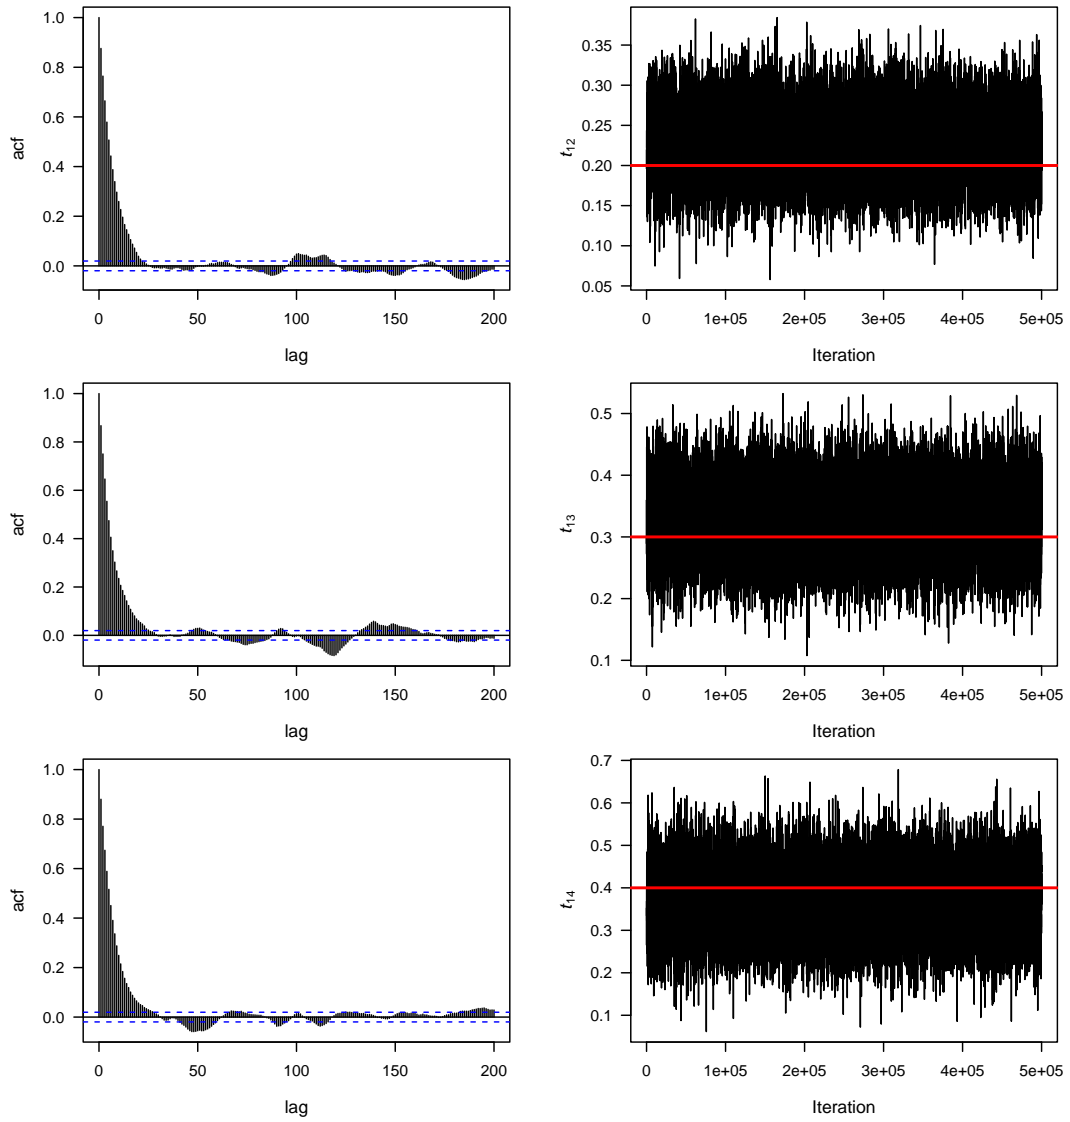 1.0
0.8
0.6
0.4
0.2
0.0
acf
0
50
100
150
200
lag
0.35
0.30
0.25
0.20
0.15
0.10
0.05
t12
0
1e+05
2e+05
3e+05
4e+05
5e+05
Iteration
1.0
0.8
0.6
0.4
0.2
0.0
acf
0
50
100
150
200
lag
0.5
0.4
0.3
0.2
0.1
t13
0
1e+05
2e+05
3e+05
4e+05
5e+05
Iteration
1.0
0.8
0.6
0.4
0.2
0.0
acf
0
50
100
150
200
lag
0.7
0.6
0.5
0.4
0.3
0.2
0.1
t14
0
1e+05
2e+05
3e+05
4e+05
5e+05
Iteration